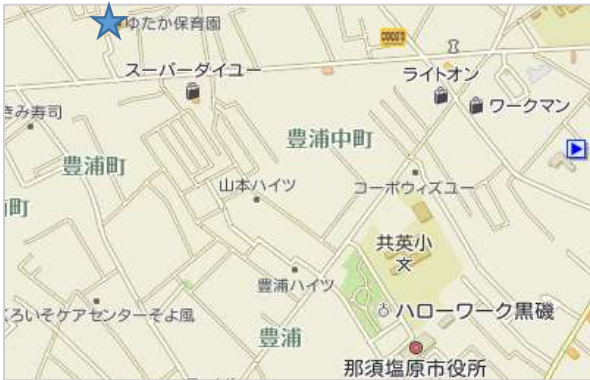 ゆたか保育園
COCO'S
スーパーダイユー
ライトオン
ワークマン
きみ寿司
豊浦中町
豊浦町
山本ハイツ
コーポウィズユー
町
共英小
文
豊浦ハイツ
くろいそケアセンターそよ風
ハローワーク黒磯
豊浦
那須塩原市役所